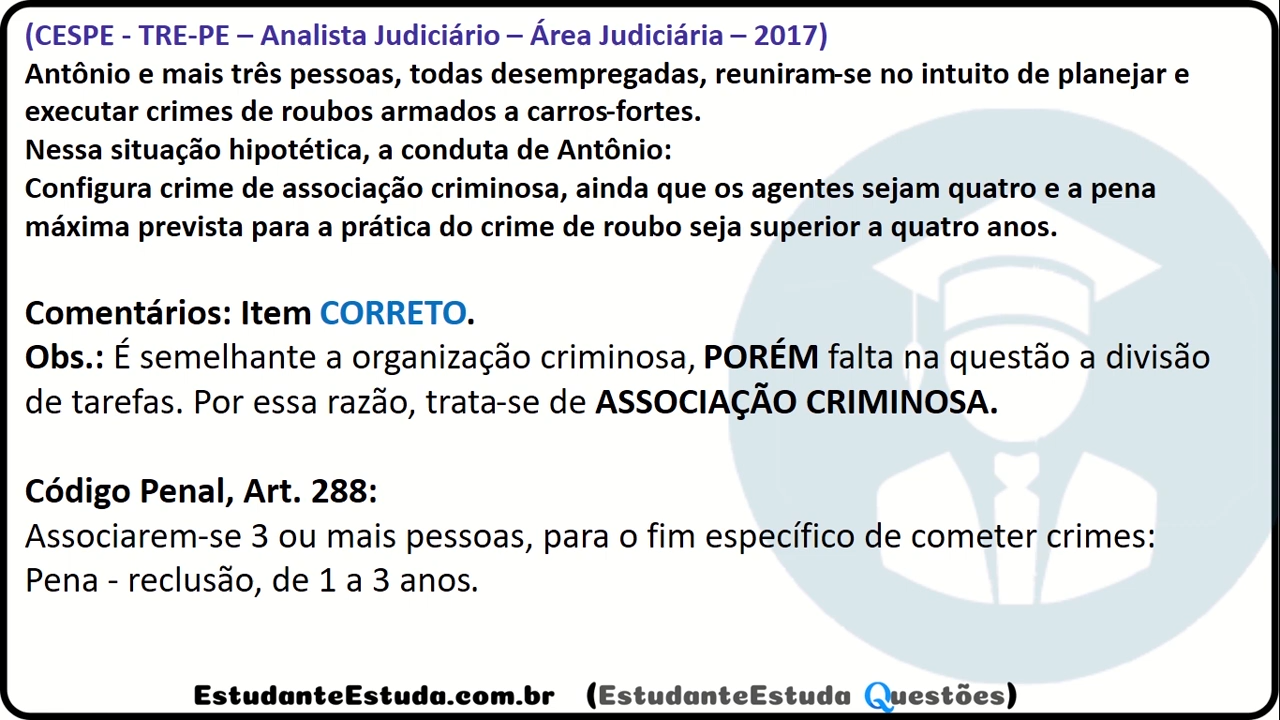 (CESPE - TRE-PE – Analista Judiciário – Área Judiciária – 2017)
Antônio e mais três pessoas, todas desempregadas, reuniram-se no intuito de planejar e
executar crimes de roubos armados a carros-fortes.
Nessa situação hipotética, a conduta de Antônio:
Configura crime de associação criminosa, ainda que os agentes sejam quatro e a pena
máxima prevista para a prática do crime de roubo seja superior a quatro anos.
Comentários: Item CORRETO.
Obs.: É semelhante a organização criminosa, PORÉM falta na questão a divisão
de tarefas. Por essa razão, trata-se de ASSOCIAÇÃO CRIMINOSA.
Código Penal, Art. 288:
Associarem-se 3 ou mais pessoas, para o fim específico de cometer crimes:
Pena - reclusão, de 1 a 3 anos.
EstudanteEstuda.com.br (EstudanteEstuda Questões)